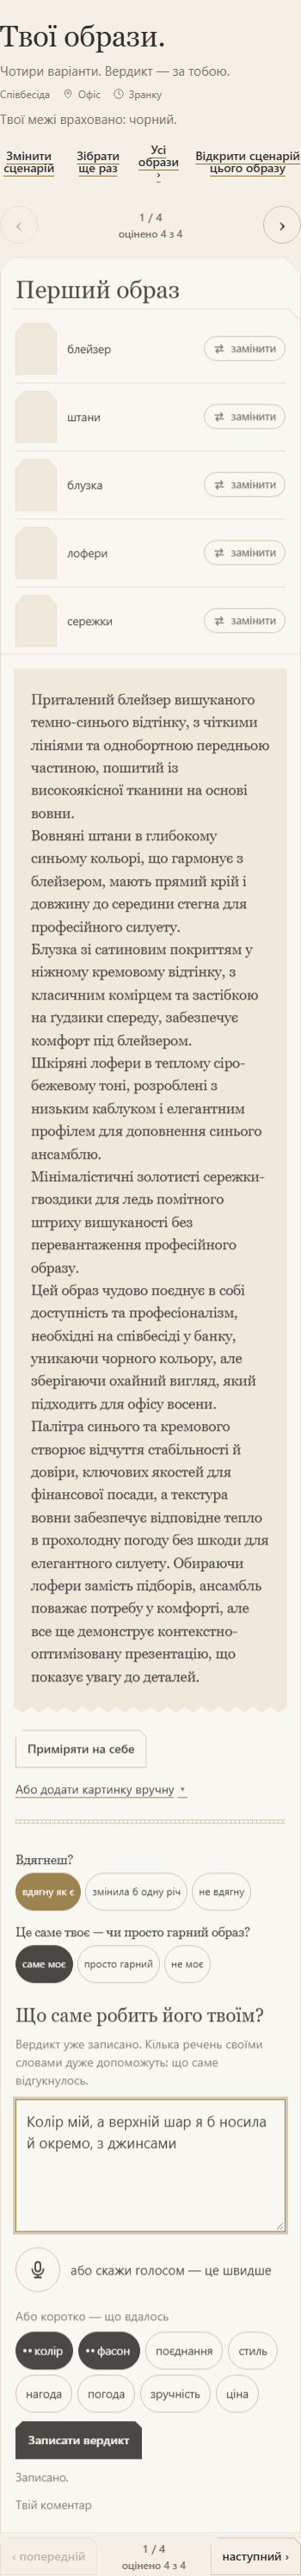 Твої образи.
Чотири варіанти. Вердикт — за тобою.
Співбесіда Офіс Зранку
Твої межі враховано: чорний.
Змінити
сценарій
Зібрати
ще раз
Усі
образи
›
Відкрити сценарій
цього образу
‹
1 / 4
оцінено 4 з 4
›
Перший образ
блейзер ⇄ замінити
штани ⇄ замінити
блузка ⇄ замінити
лофери ⇄ замінити
сережки ⇄ замінити
Приталений блейзер вишуканого
темно-синього відтінку, з чіткими
лініями та однобортною передньою
частиною, пошитий із
високоякісної тканини на основі
вовни.
Вовняні штани в глибокому
синьому кольорі, що гармонює з
блейзером, мають прямий крій і
довжину до середини стегна для
професійного силуету.
Блузка зі сатиновим покриттям у
ніжному кремовому відтінку, з
класичним комірцем та застібкою
на ґудзики спереду, забезпечує
комфорт під блейзером.
Шкіряні лофери в теплому сіро-
бежевому тоні, розроблені з
низьким каблуком і елегантним
профілем для доповнення синього
ансамблю.
Мінімалістичні золотисті сережки-
гвоздики для ледь помітного
штриху вишуканості без
перевантаження професійного
образу.
Цей образ чудово поєднує в собі
доступність та професіоналізм,
необхідні на співбесіді у банку,
уникаючи чорного кольору, але
зберігаючи охайний вигляд, який
підходить для офісу восени.
Палітра синього та кремового
створює відчуття стабільності й
довіри, ключових якостей для
фінансової посади, а текстура
вовни забезпечує відповідне тепло
в прохолодну погоду без шкоди для
елегантного силуету. Обираючи
лофери замість підборів, ансамбль
поважає потребу у комфорті, але
все ще демонструє контекстно-
оптимізовану презентацію, що
показує увагу до деталей.
Приміряти на себе
Або додати картинку вручну ▾
Вдягнеш?
вдягну як є змінила б одну річ не вдягну
Це саме твоє — чи просто гарний образ?
саме моє просто гарний не моє
Що саме робить його твоїм?
Вердикт уже записано. Кілька речень своїми
словами дуже допоможуть: що саме
відгукнулось.
Колір мій, а верхній шар я б носила
й окремо, з джинсами
або скажи голосом — це швидше
Або коротко — що вдалось
колір фасон поєднання стиль
нагода погода зручність ціна
Записати вердикт
Записано.
Твій коментар
‹ попередній
1 / 4
оцінено 4 з 4
наступний ›